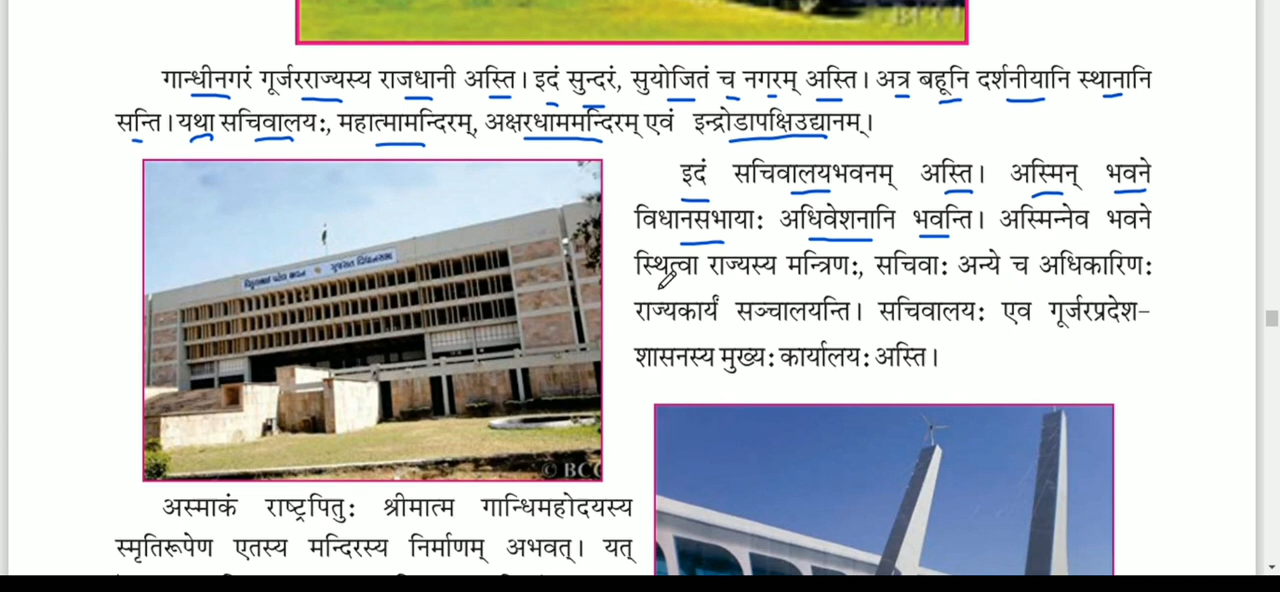 गान्धीनगरं गूर्जरराज्यस्य राजधानी अस्ति। इदं सुन्दरं, सुयोजितं च नगरम् अस्ति। अत्र बहूनि दर्शनीयानि स्थानानि
सन्ति। यथा सचिवालय:, महात्मामन्दिरम्, अक्षरधाममन्दिरम् एवं इन्द्रोडापक्षिउद्यानम्।
इदं सचिवालयभवनम् अस्ति। अस्मिन् भवने
विधानसभाया: अधिवेशनानि भवन्ति। अस्मिन्नेव भवने
स्थित्वा राज्यस्य मन्त्रिण:, सचिवा: अन्ये च अधिकारिण:
राज्यकार्यं सञ्चालयन्ति। सचिवालय: एव गूर्जरप्रदेश-
शासनस्य मुख्य: कार्यालय: अस्ति।
ગુજરાત વિધાનસભા
© BCC
अस्माकं राष्ट्रपितु: श्रीमात्म गान्धिमहोदयस्य
स्मृतिरूपेण एतस्य मन्दिरस्य निर्माणम् अभवत्। यत्